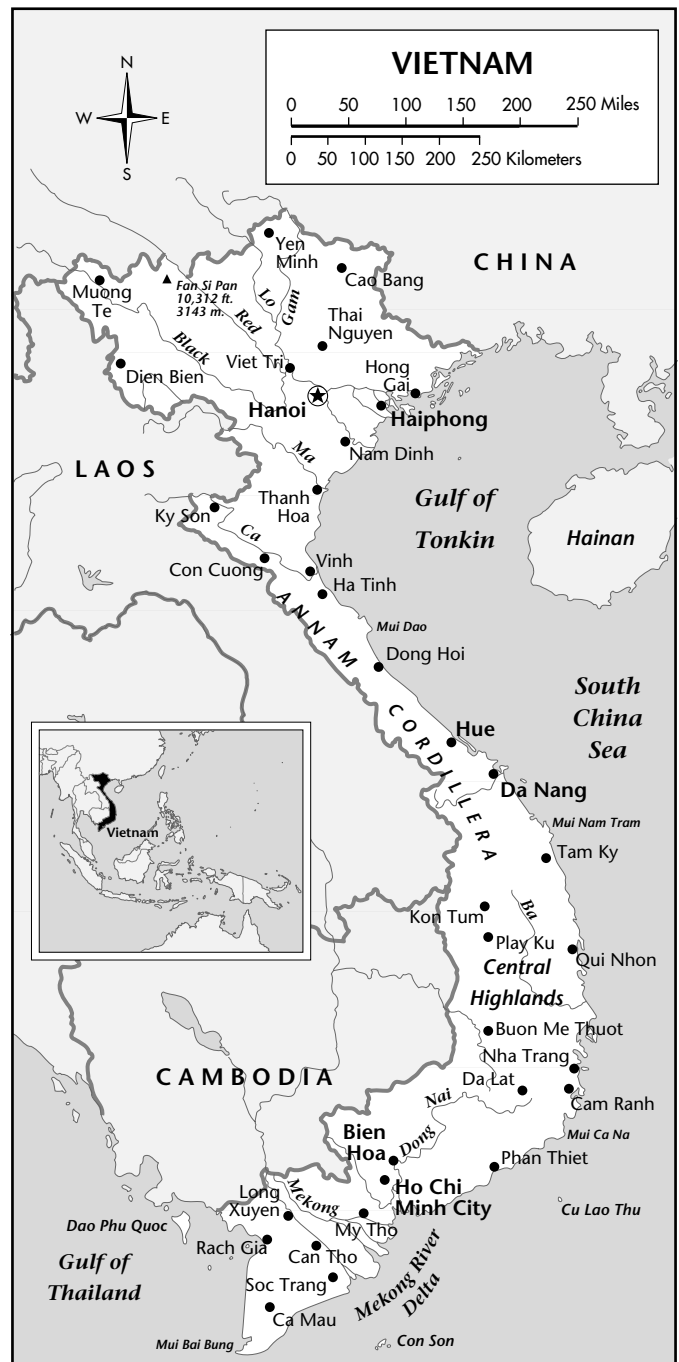 VIETNAM
0 50 100 150 200 250 Miles
0 50 100 150 200 250 Kilometers
N
W E
S
CHINA
Yen
Minh
Cao Bang
Fan Si Pan
10,312 ft.
3143 m.
Muong
Te
Lo
Gam
Red
Thai
Nguyen
Black
Viet Tri
Hong
Gai
Dien Bien
Hanoi
Haiphong
Nam Dinh
Ma
LAOS
Thanh
Hoa
Gulf of
Tonkin
Hainan
Ky Son
Ca
Con Cuong
Vinh
Ha Tinh
ANNAM CORDILLERA
Mui Dao
Dong Hoi
South
China
Sea
Hue
Da Nang
Vietnam
Mui Nam Tram
Tam Ky
Kon Tum
Ba
Play Ku
Qui Nhon
Central
Highlands
Buon Me Thuot
Nha Trang
CAMBODIA
Da Lat
Nai
Cam Ranh
Bien
Hoa
Dong
Mui Ca Na
Phan Thiet
Ho Chi
Minh City
Mekong
Long
Xuyen
Cu Lao Thu
Dao Phu Quoc
My Tho
Rach Gia
Can Tho
Gulf of
Thailand
Soc Trang
Mekong River
Delta
Ca Mau
Mui Bai Bung
Con Son